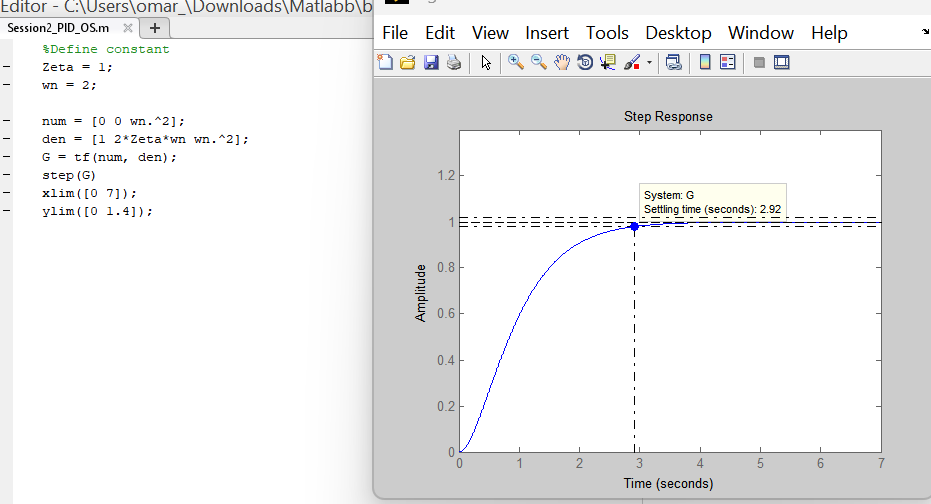 Editor - C:\Users\omar_\Downloads\Matlabb\b
Session2_PID_OS.m
%Define constant
Zeta = 1;
wn = 2;
num = [0 0 wn.^2];
den = [1 2*Zeta*wn wn.^2];
G = tf(num, den);
step(G)
xlim([0 7]);
ylim([0 1.4]);
File Edit View Insert Tools Desktop Window Help
Step Response
System: G
Settling time (seconds): 2.92
Amplitude
1.2
1
0.8
0.6
0.4
0.2
0
0 1 2 3 4 5 6 7
Time (seconds)